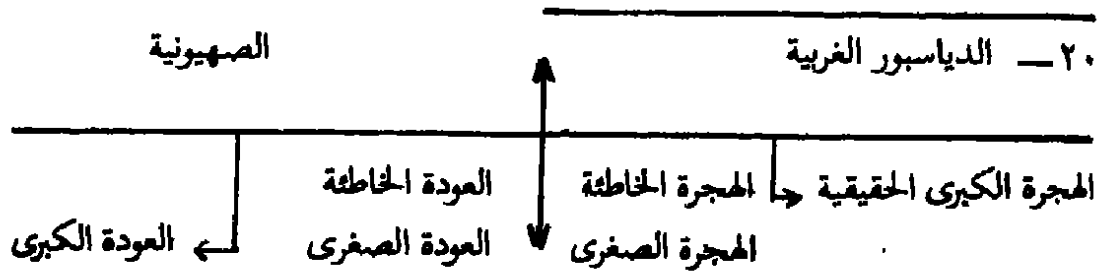 ٢٠ — الدياسبور الغربية الصهيونية
الهجرة الكبرى الحقيقية الهجرة الخاطئة العودة الخاطئة
الهجرة الصغرى العودة الصغرى العودة الكبرى